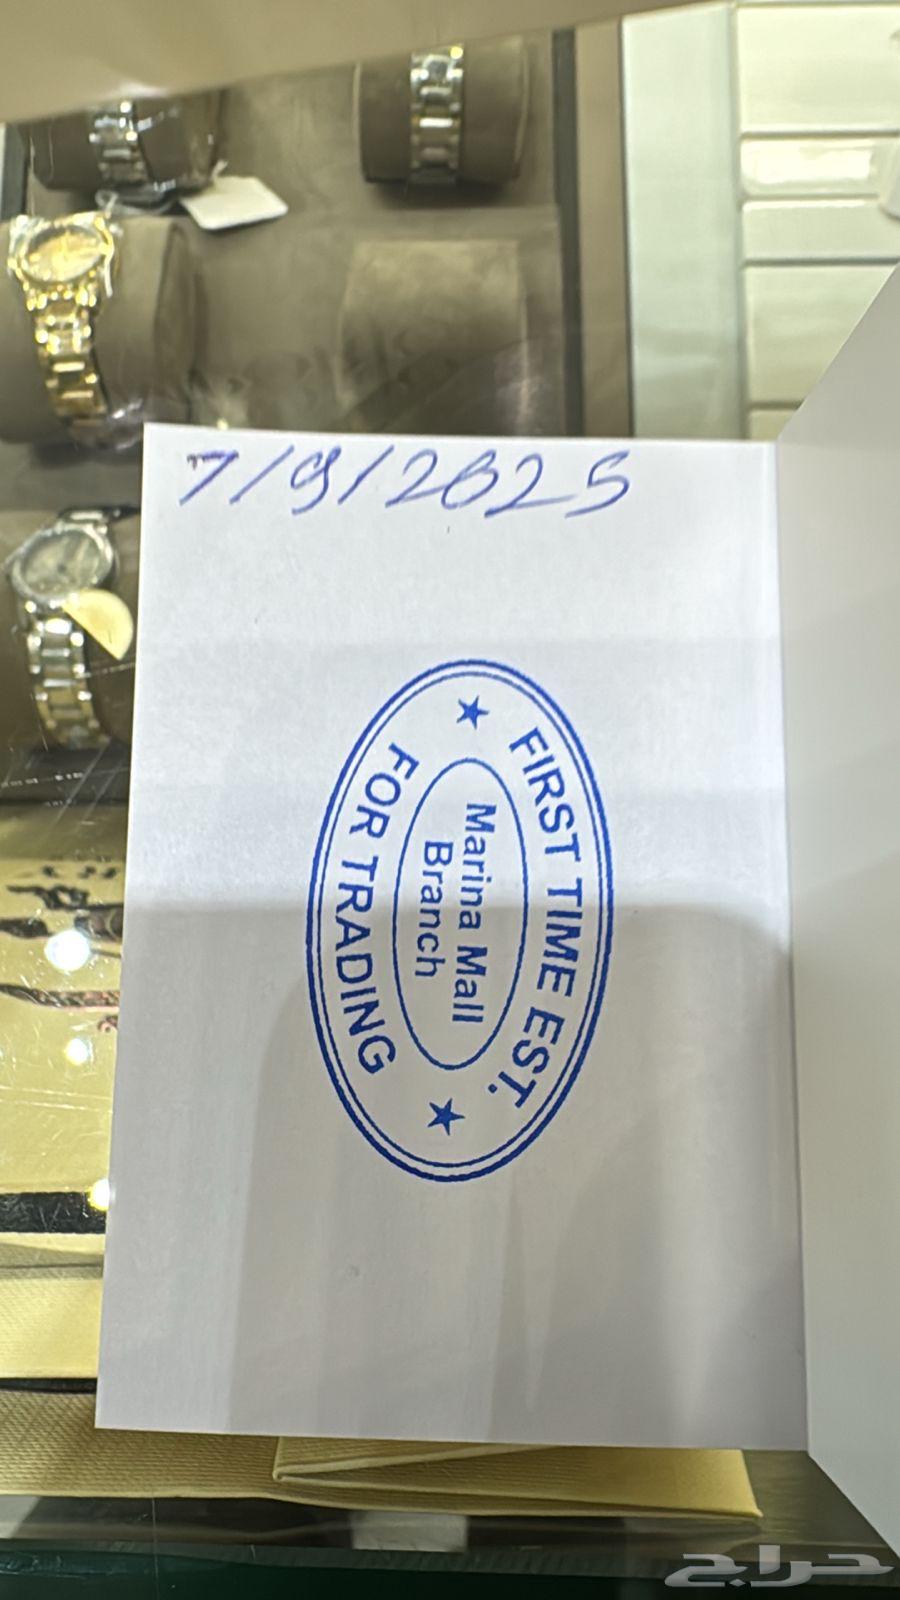 7/9/2025
FIRST TIME EST.
Marina Mall
Branch
FOR TRADING
حراج